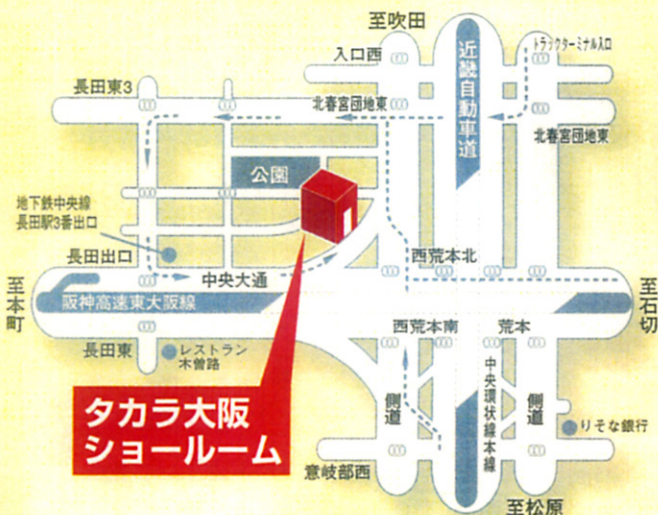 至吹田
入口西
近畿自動車道
トラックターミナル入口
長田東3
北春宮団地東
北春宮団地東
公園
地下鉄中央線
長田駅3番出口
長田出口
中央大通
西荒本北
至本町
阪神高速東大阪線
至石切
長田東
レストラン
木曽路
西荒本南
荒本
タカラ大阪
ショールーム
側道
中央環状線本線
側道
りそな銀行
意岐部西
至松原